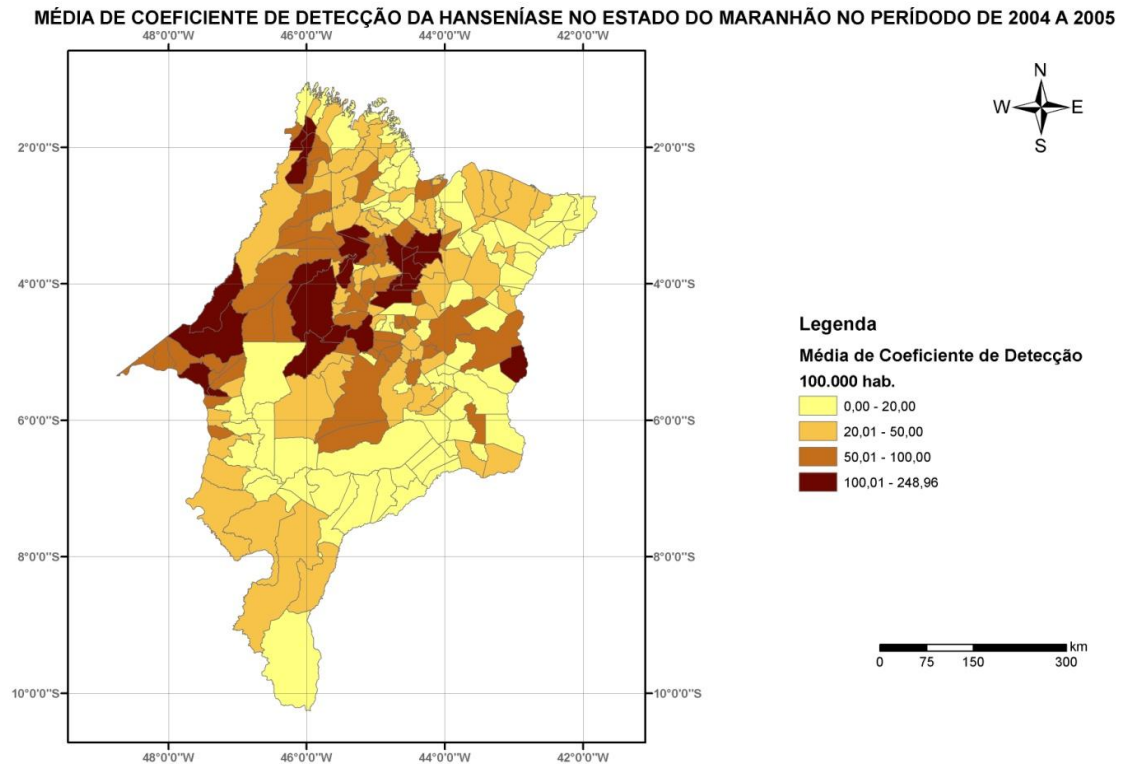 MÉDIA DE COEFICIENTE DE DETECÇÃO DA HANSENÍASE NO ESTADO DO MARANHÃO NO PERÍDODO DE 2004 A 2005
48°0'0"W 46°0'0"W 44°0'0"W 42°0'0"W
N
W E
S
2°0'0"S 2°0'0"S
4°0'0"S 4°0'0"S
6°0'0"S 6°0'0"S
8°0'0"S 8°0'0"S
10°0'0"S 10°0'0"S
48°0'0"W 46°0'0"W 44°0'0"W 42°0'0"W
Legenda
Média de Coeficiente de Detecção
100.000 hab.
0,00 - 20,00
20,01 - 50,00
50,01 - 100,00
100,01 - 248,96
km
0 75 150 300